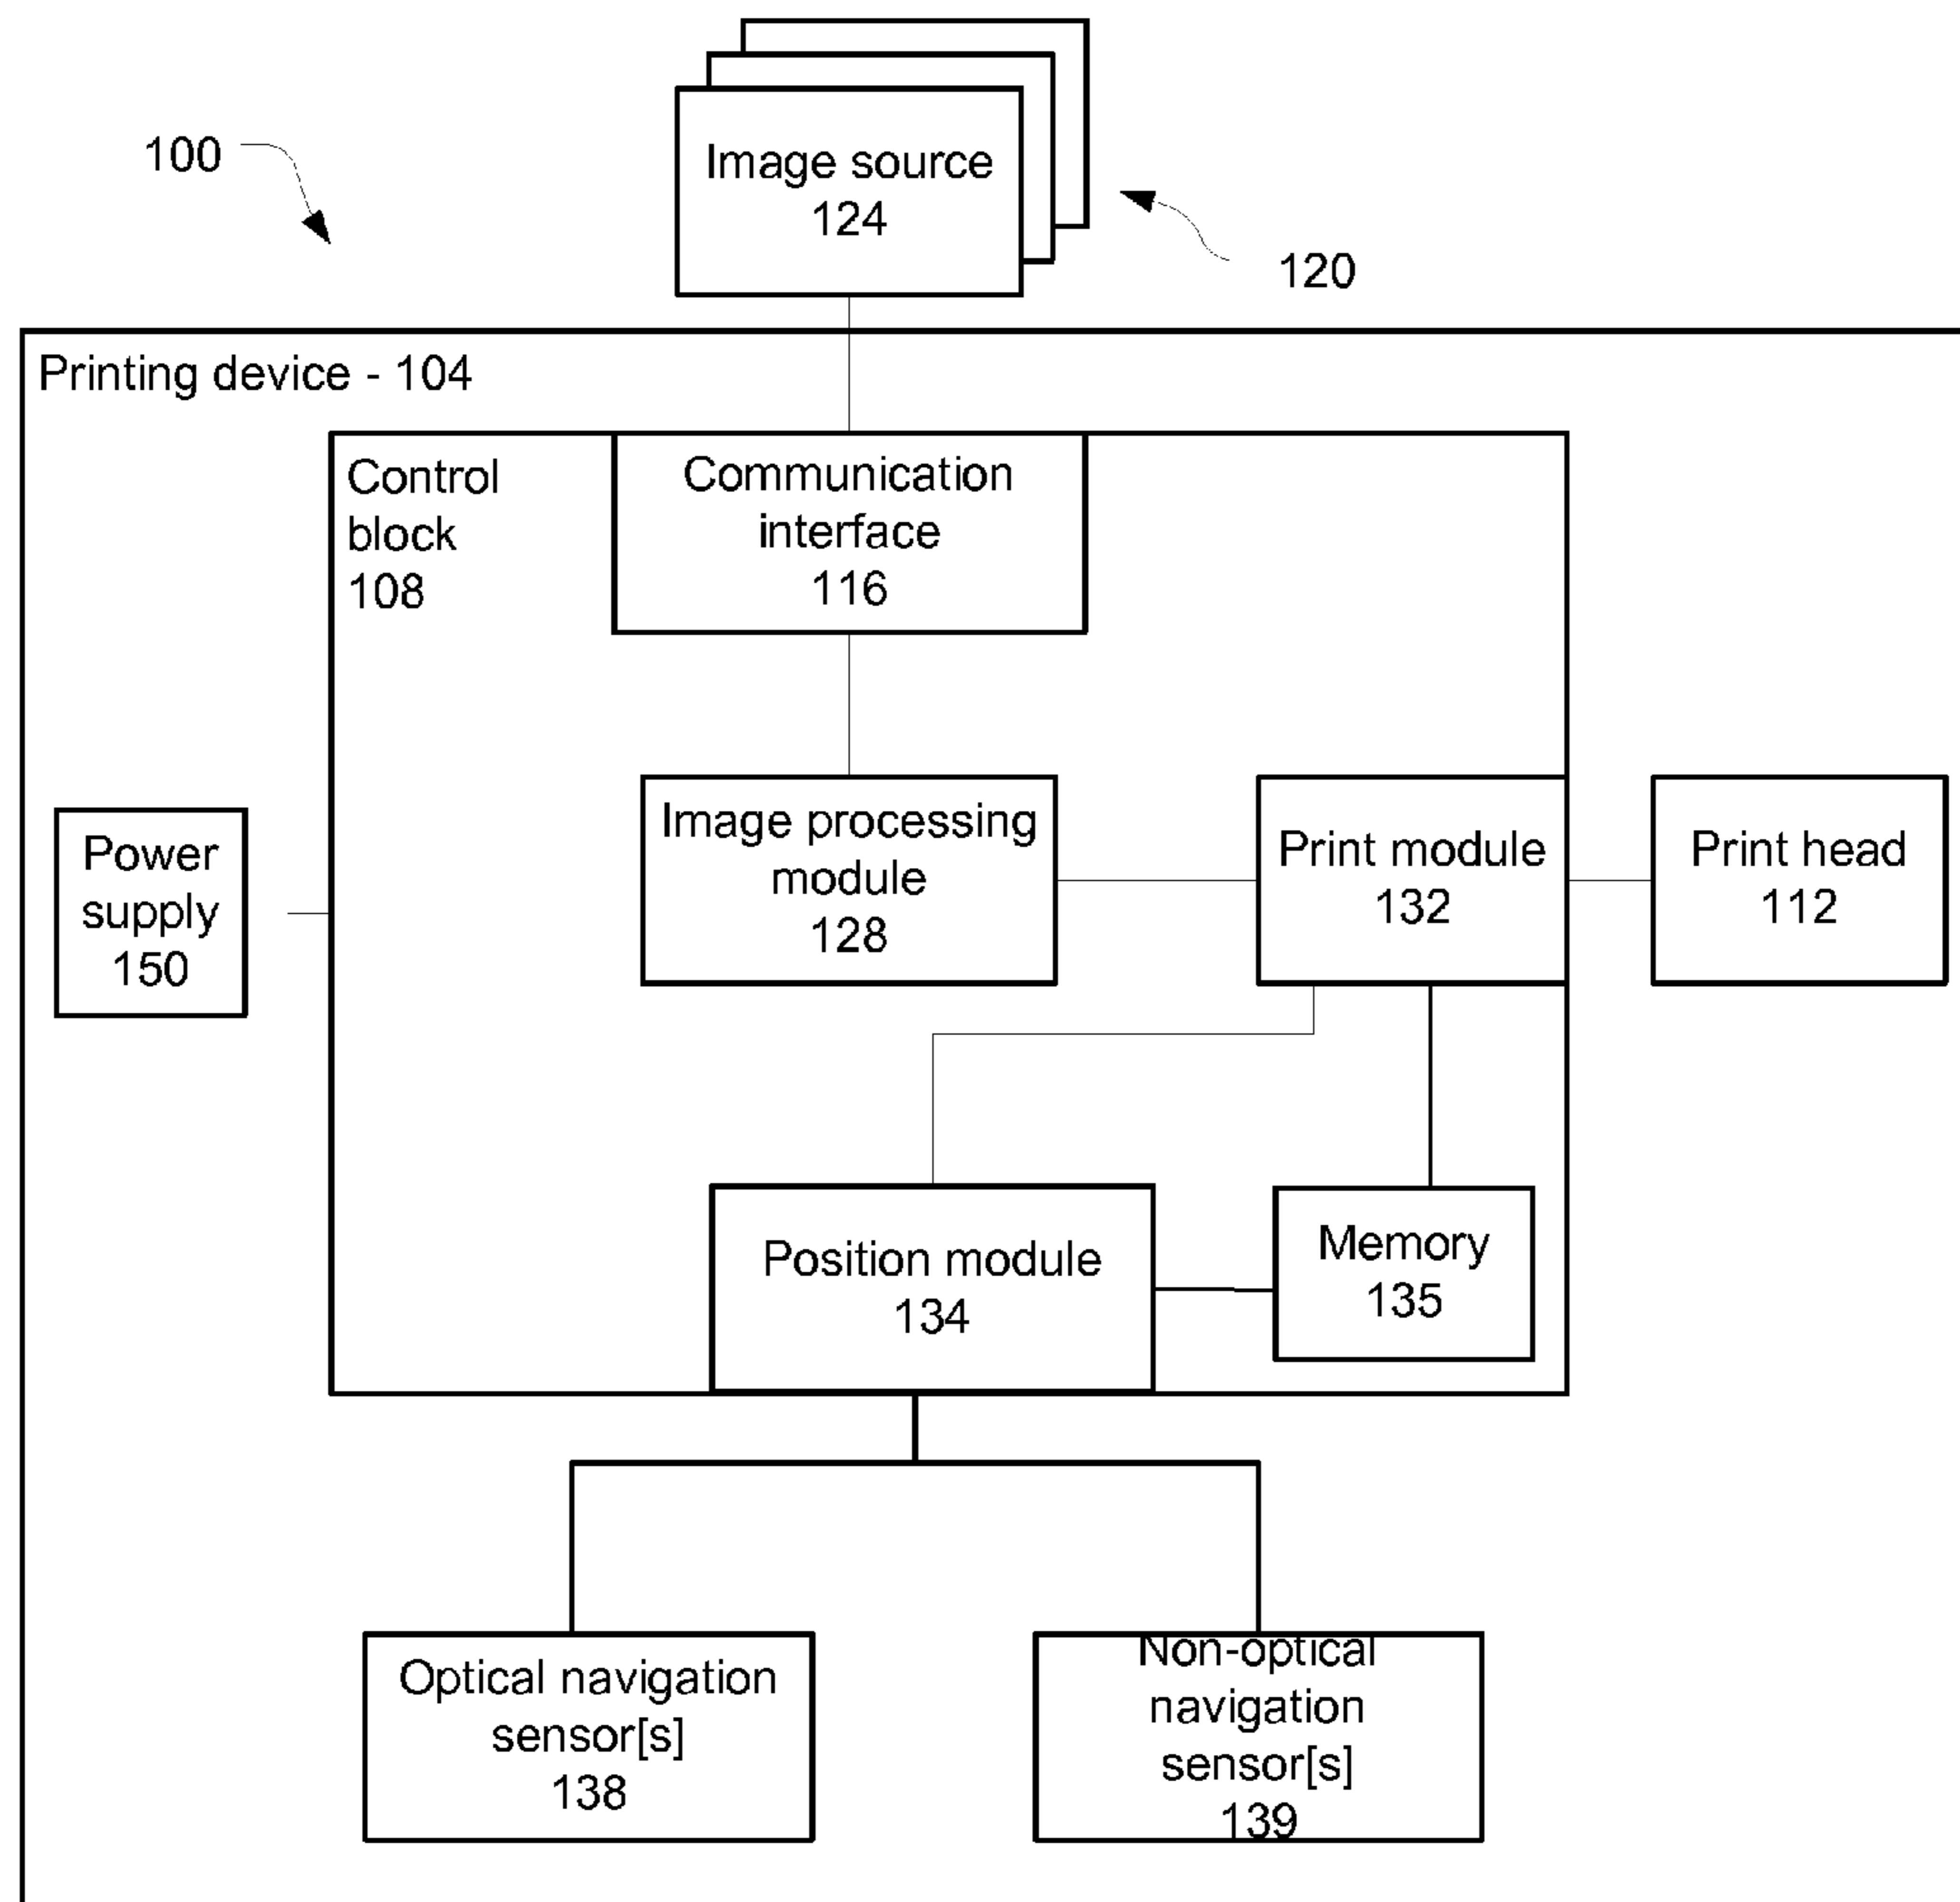 Image source
124
100
120
Printing device - 104
Control
block
108
Communication
interface
116
Power
supply
150
Image processing
module
128
Print module
132
Print head
112
Position module
134
Memory
135
Optical navigation
sensor[s]
138
Non-optical
navigation
sensor[s]
139